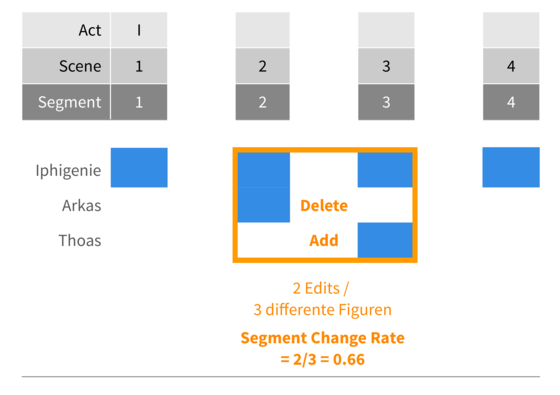 Act I
Scene 1 2 3 4
Segment 1 2 3 4
Iphigenie
Arkas Delete
Thoas Add
2 Edits /
3 differente Figuren
Segment Change Rate
= 2/3 = 0.66